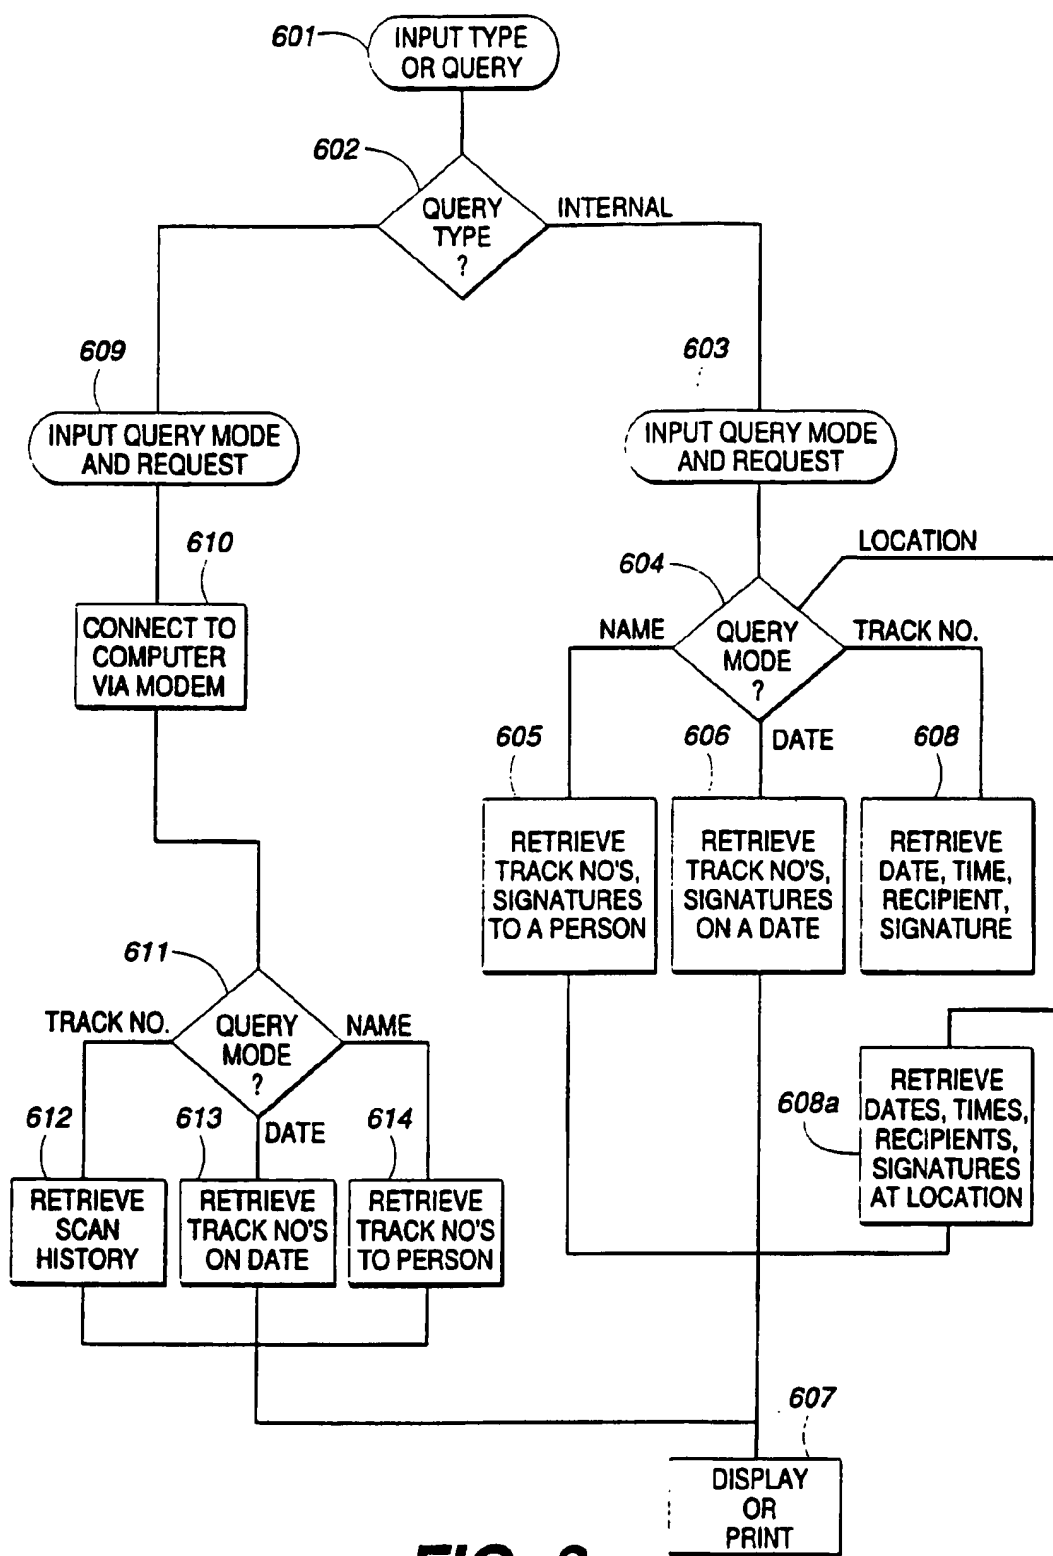 601
INPUT TYPE
OR QUERY
602
QUERY
TYPE
?
INTERNAL
609
603
INPUT QUERY MODE
AND REQUEST
INPUT QUERY MODE
AND REQUEST
610
CONNECT TO
COMPUTER
VIA MODEM
LOCATION
604
NAME
QUERY
MODE
?
TRACK NO.
DATE
605
606
608
RETRIEVE
TRACK NO'S,
SIGNATURES
TO A PERSON
RETRIEVE
TRACK NO'S,
SIGNATURES
ON A DATE
RETRIEVE
DATE, TIME,
RECIPIENT,
SIGNATURE
611
TRACK NO.
QUERY
MODE
?
NAME
DATE
608a
RETRIEVE
DATES, TIMES,
RECIPIENTS,
SIGNATURES
AT LOCATION
612
613
614
RETRIEVE
SCAN
HISTORY
RETRIEVE
TRACK NO'S
ON DATE
RETRIEVE
TRACK NO'S
TO PERSON
607
DISPLAY
OR
PRINT
FIG.